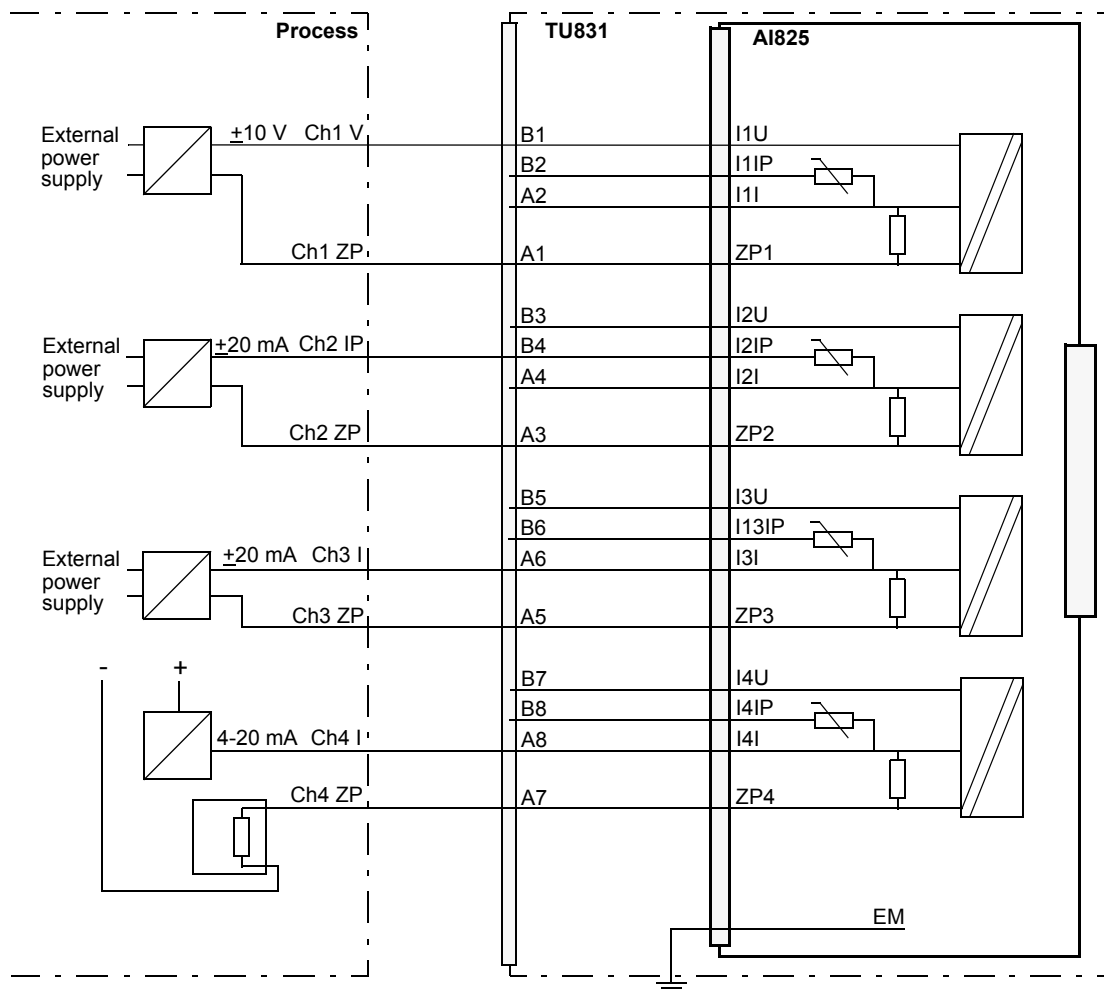 Process
TU831
AI825
External
power
supply
±10 V Ch1 V
B1
I1U
B2
I1IP
A2
I1I
Ch1 ZP
A1
ZP1
External
power
supply
±20 mA Ch2 IP
B3
I2U
B4
I2IP
A4
I2I
Ch2 ZP
A3
ZP2
External
power
supply
±20 mA Ch3 I
B5
I3U
B6
I13IP
A6
I3I
Ch3 ZP
A5
ZP3
- +
4-20 mA Ch4 I
B7
I4U
B8
I4IP
A8
I4I
Ch4 ZP
A7
ZP4
EM